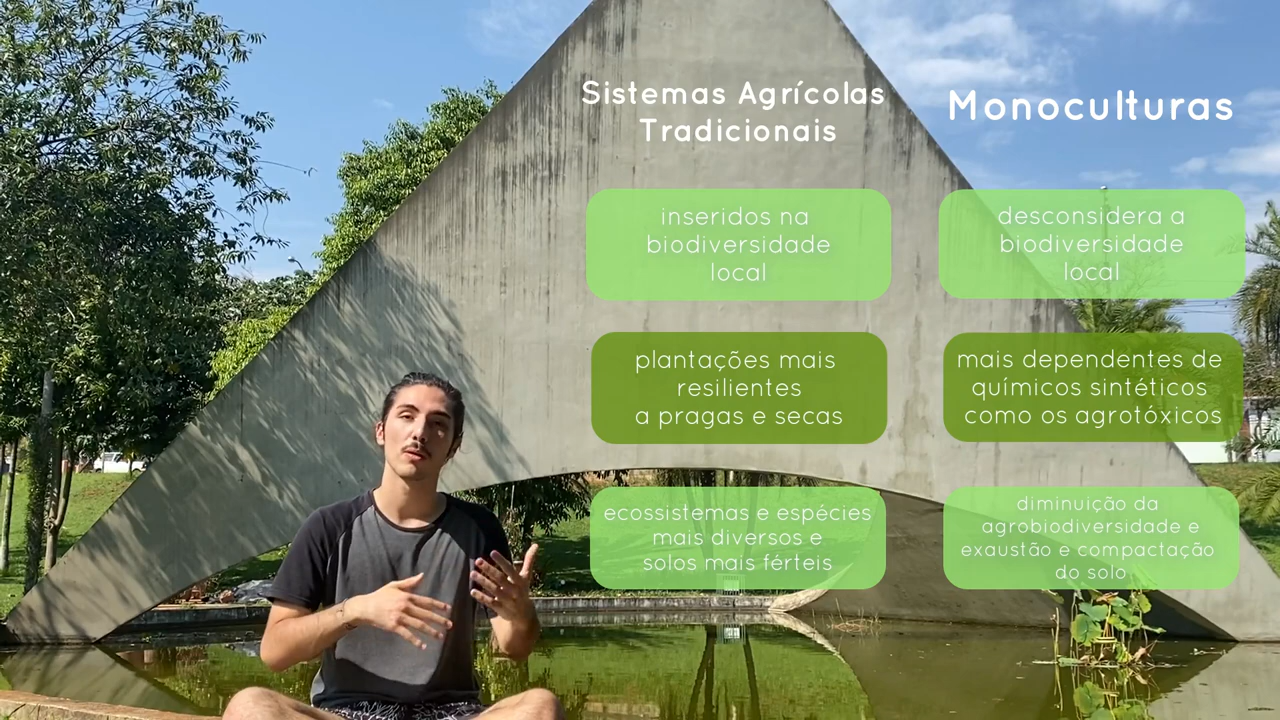 Sistemas Agrícolas
Tradicionais
inseridos na
biodiversidade
local
plantações mais
resilientes
a pragas e secas
ecossistemas e espécies
mais diversos e
solos mais férteis
Monoculturas
desconsidera a
biodiversidade
local
mais dependentes de
químicos sintéticos
como os agrotóxicos
diminuição da
agrobiodiversidade e
exaustão e compactação
do solo